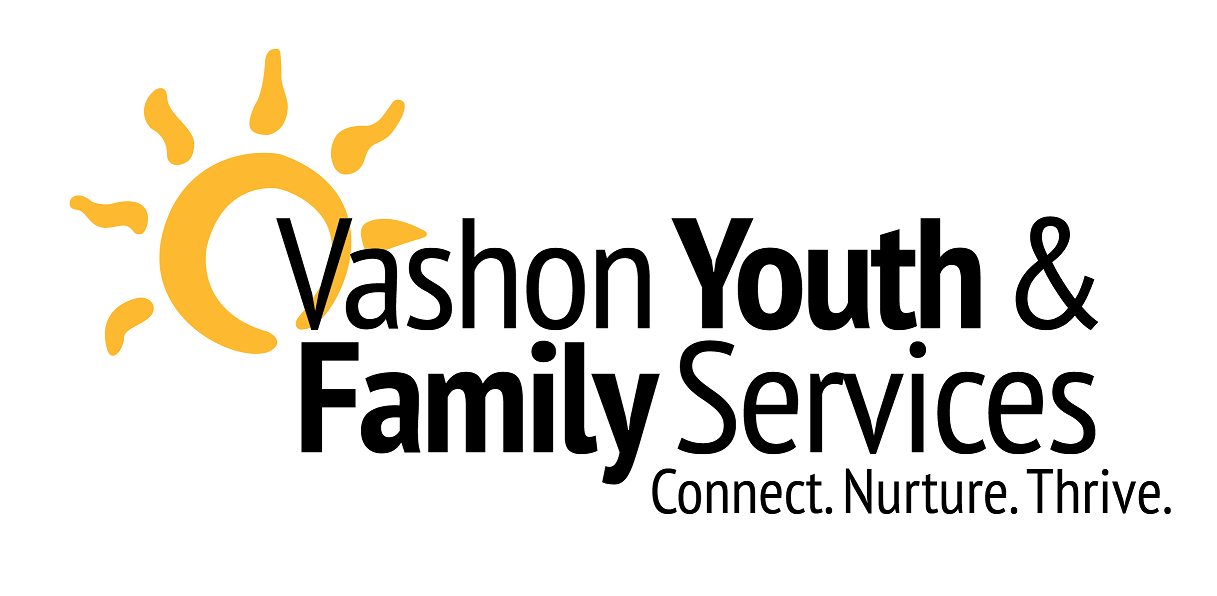 Vashon Youth &
Family Services
Connect. Nurture. Thrive.